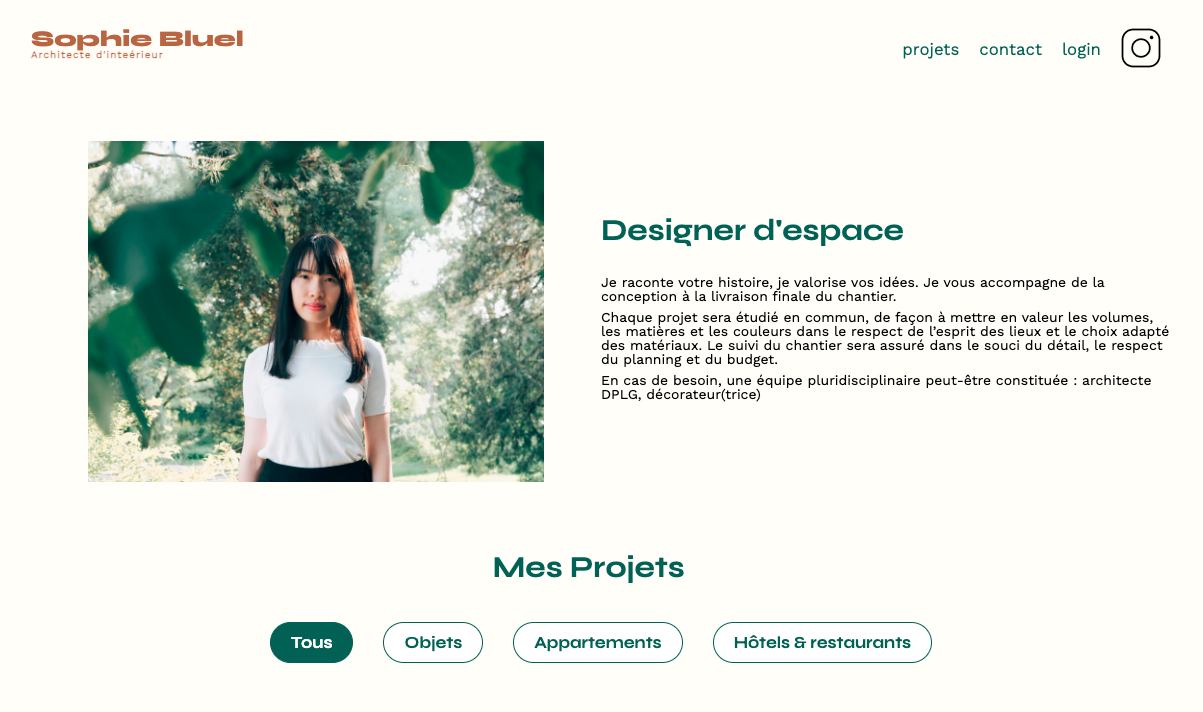 Sophie Bluel
Architecte d'inteérieur
projets contact login
Designer d'espace
Je raconte votre histoire, je valorise vos idées. Je vous accompagne de la
conception à la livraison finale du chantier.
Chaque projet sera étudié en commun, de façon à mettre en valeur les volumes,
les matières et les couleurs dans le respect de l’esprit des lieux et le choix adapté
des matériaux. Le suivi du chantier sera assuré dans le souci du détail, le respect
du planning et du budget.
En cas de besoin, une équipe pluridisciplinaire peut-être constituée : architecte
DPLG, décorateur(trice)
Mes Projets
Tous Objets Appartements Hôtels & restaurants